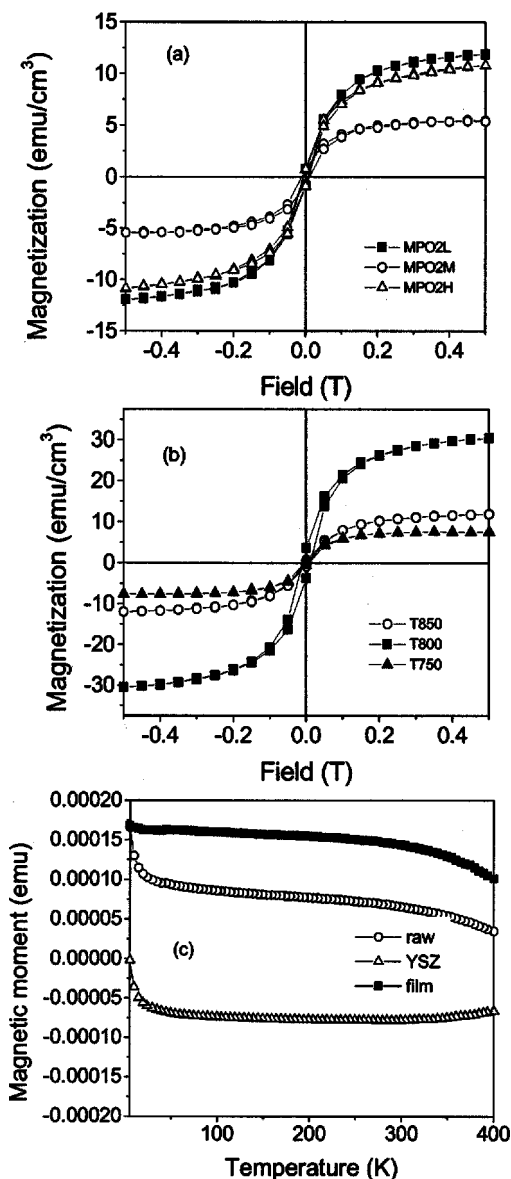 (a)
Magnetization (emu/cm³)
15
10
5
0
-5
-10
-15
MPO2L
MPO2M
MPO2H
-0.4 -0.2 0.0 0.2 0.4
Field (T)
(b)
Magnetization (emu/cm³)
30
20
10
0
-10
-20
-30
T850
T800
T750
-0.4 -0.2 0.0 0.2 0.4
Field (T)
(c)
Magnetic moment (emu)
0.00020
0.00015
0.00010
0.00005
0.00000
-0.00005
-0.00010
-0.00015
-0.00020
raw
YSZ
film
100 200 300 400
Temperature (K)